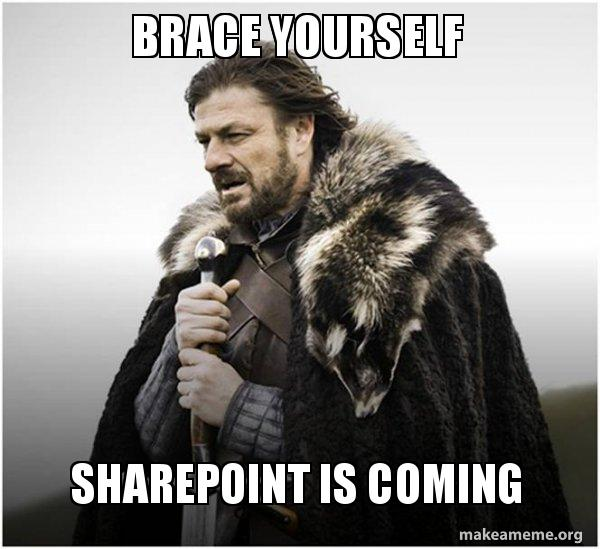 BRACE YOURSELF
SHAREPOINT IS COMING
makeameme.org